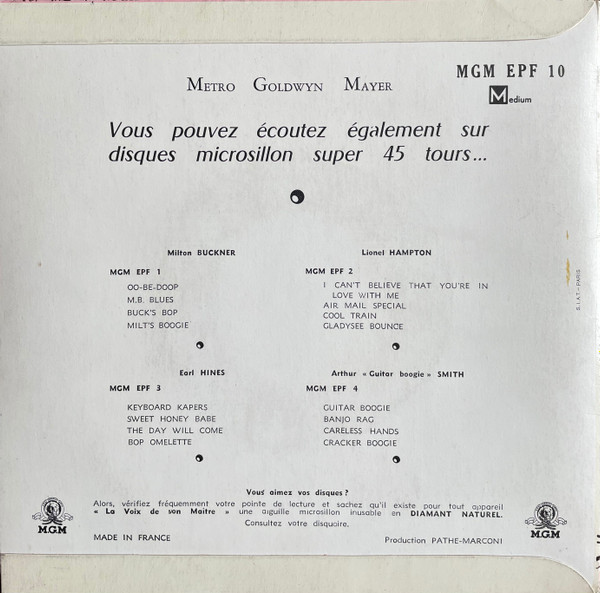 METRO GOLDWYN MAYER
MGM EPF 10
Medium
Vous pouvez écoutez également sur
disques microsillon super 45 tours...
Milton BUCKNER
MGM EPF 1
OO-BE-DOOP
M.B. BLUES
BUCK'S BOP
MILT'S BOOGIE
Lionel HAMPTON
MGM EPF 2
I CAN'T BELIEVE THAT YOU'RE IN
LOVE WITH ME
AIR MAIL SPECIAL
COOL TRAIN
GLADYSEE BOUNCE
Earl HINES
MGM EPF 3
KEYBOARD KAPERS
SWEET HONEY BABE
THE DAY WILL COME
BOP OMELETTE
Arthur « Guitar boogie » SMITH
MGM EPF 4
GUITAR BOOGIE
BANJO RAG
CARELESS HANDS
CRACKER BOOGIE
S.I.A.T - PARIS
Vous aimez vos disques ?
Alors, vérifiez fréquemment votre pointe de lecture et sachez qu'il existe pour tout appareil
« La Voix de son Maitre » une aiguille microsillon inusable en DIAMANT NATUREL.
Consultez votre disquaire.
MGM
MGM
MADE IN FRANCE
Production PATHE-MARCONI